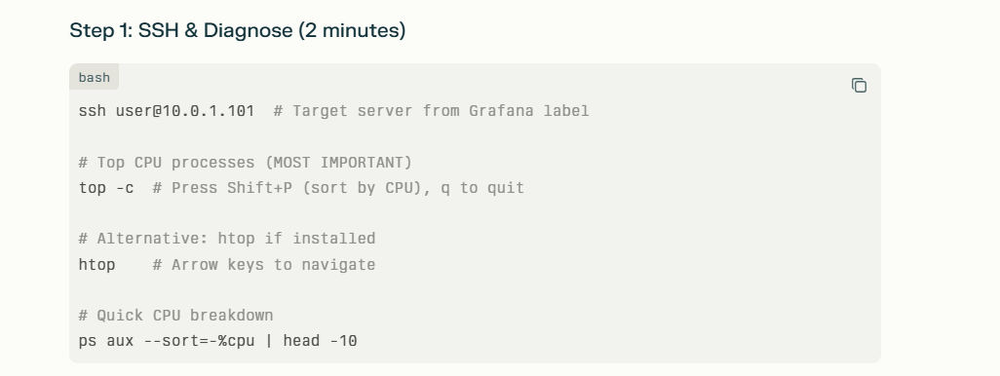 Step 1: SSH & Diagnose (2 minutes)
bash
ssh user@10.0.1.101  # Target server from Grafana label
# Top CPU processes (MOST IMPORTANT)
top -c  # Press Shift+P (sort by CPU), q to quit
# Alternative: htop if installed
htop    # Arrow keys to navigate
# Quick CPU breakdown
ps aux --sort=-%cpu | head -10